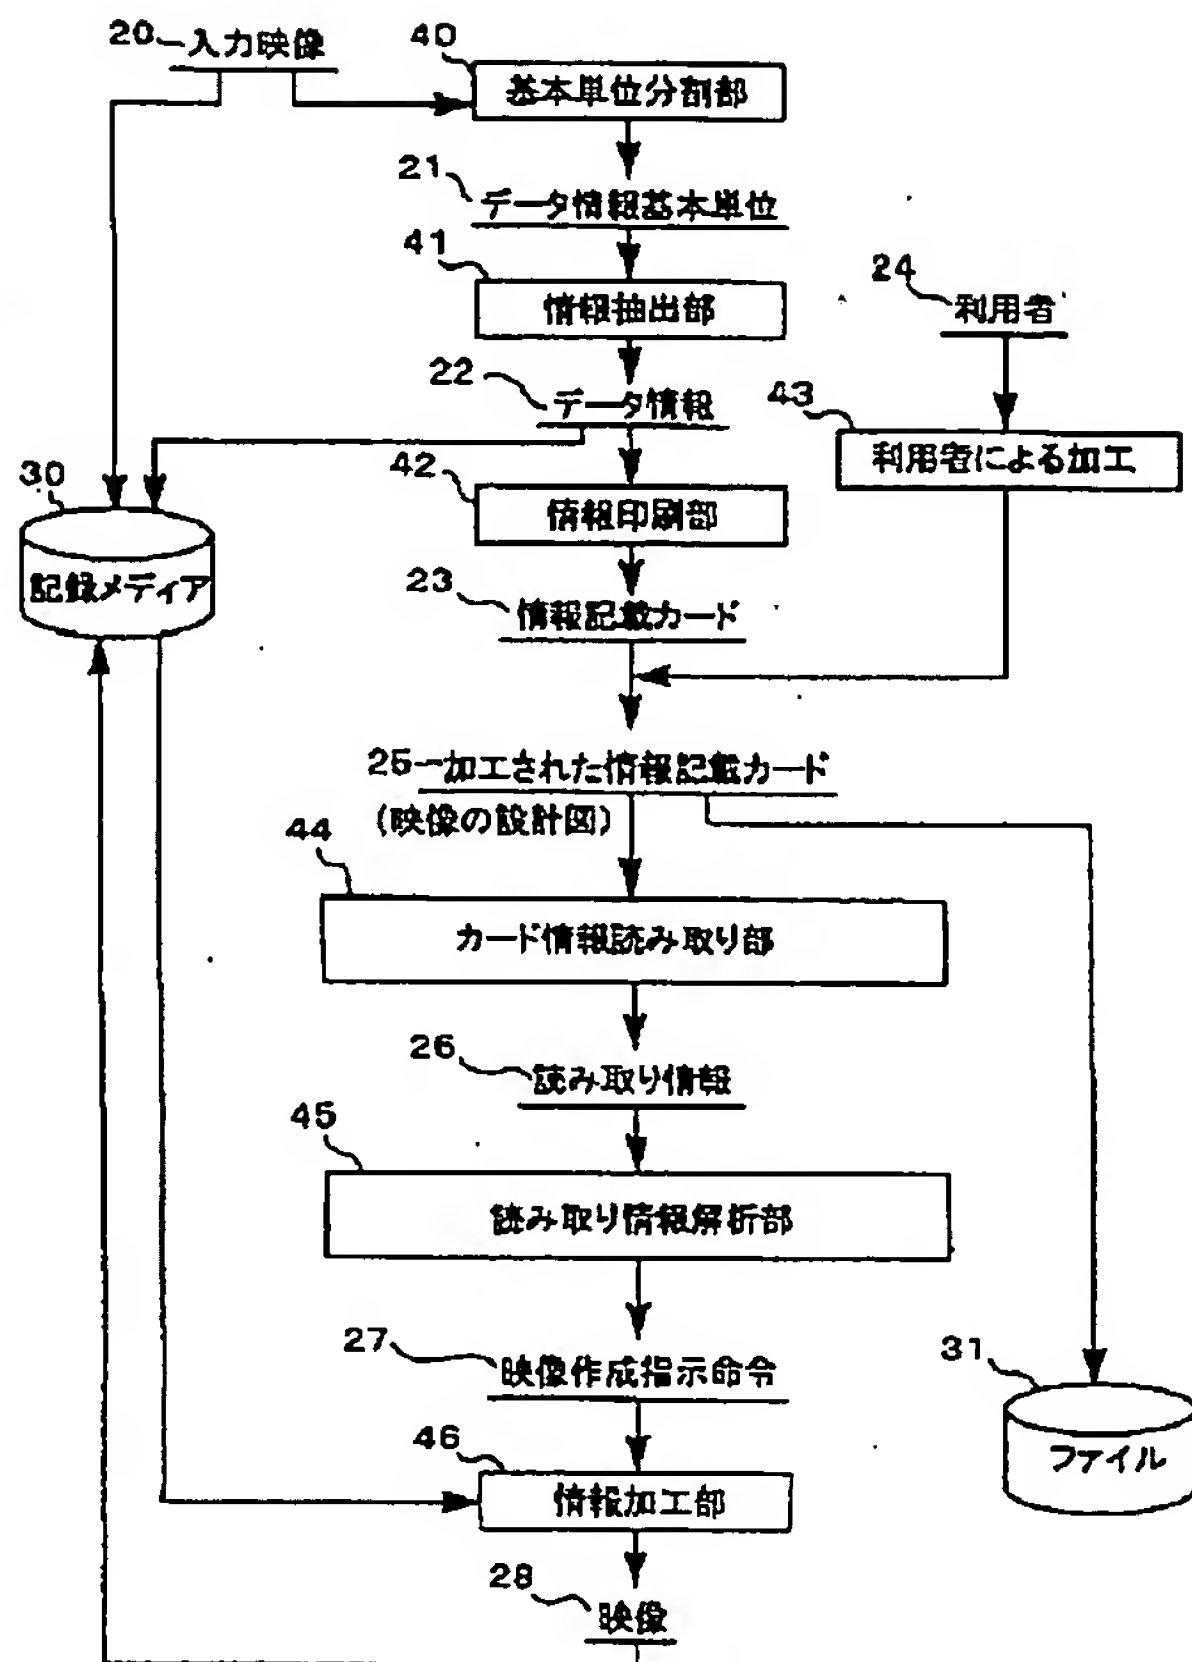 20 入力映像
40
基本単位分割部
21
データ情報基本単位
41
情報抽出部
24
利用者
22
データ情報
43
利用者による加工
30
記録メディア
42
情報印刷部
23
情報記載カード
25 加工された情報記載カード
(映像の設計図)
44
カード情報読み取り部
26
読み取り情報
45
読み取り情報解析部
27
映像作成指示命令
31
ファイル
46
情報加工部
28
映像